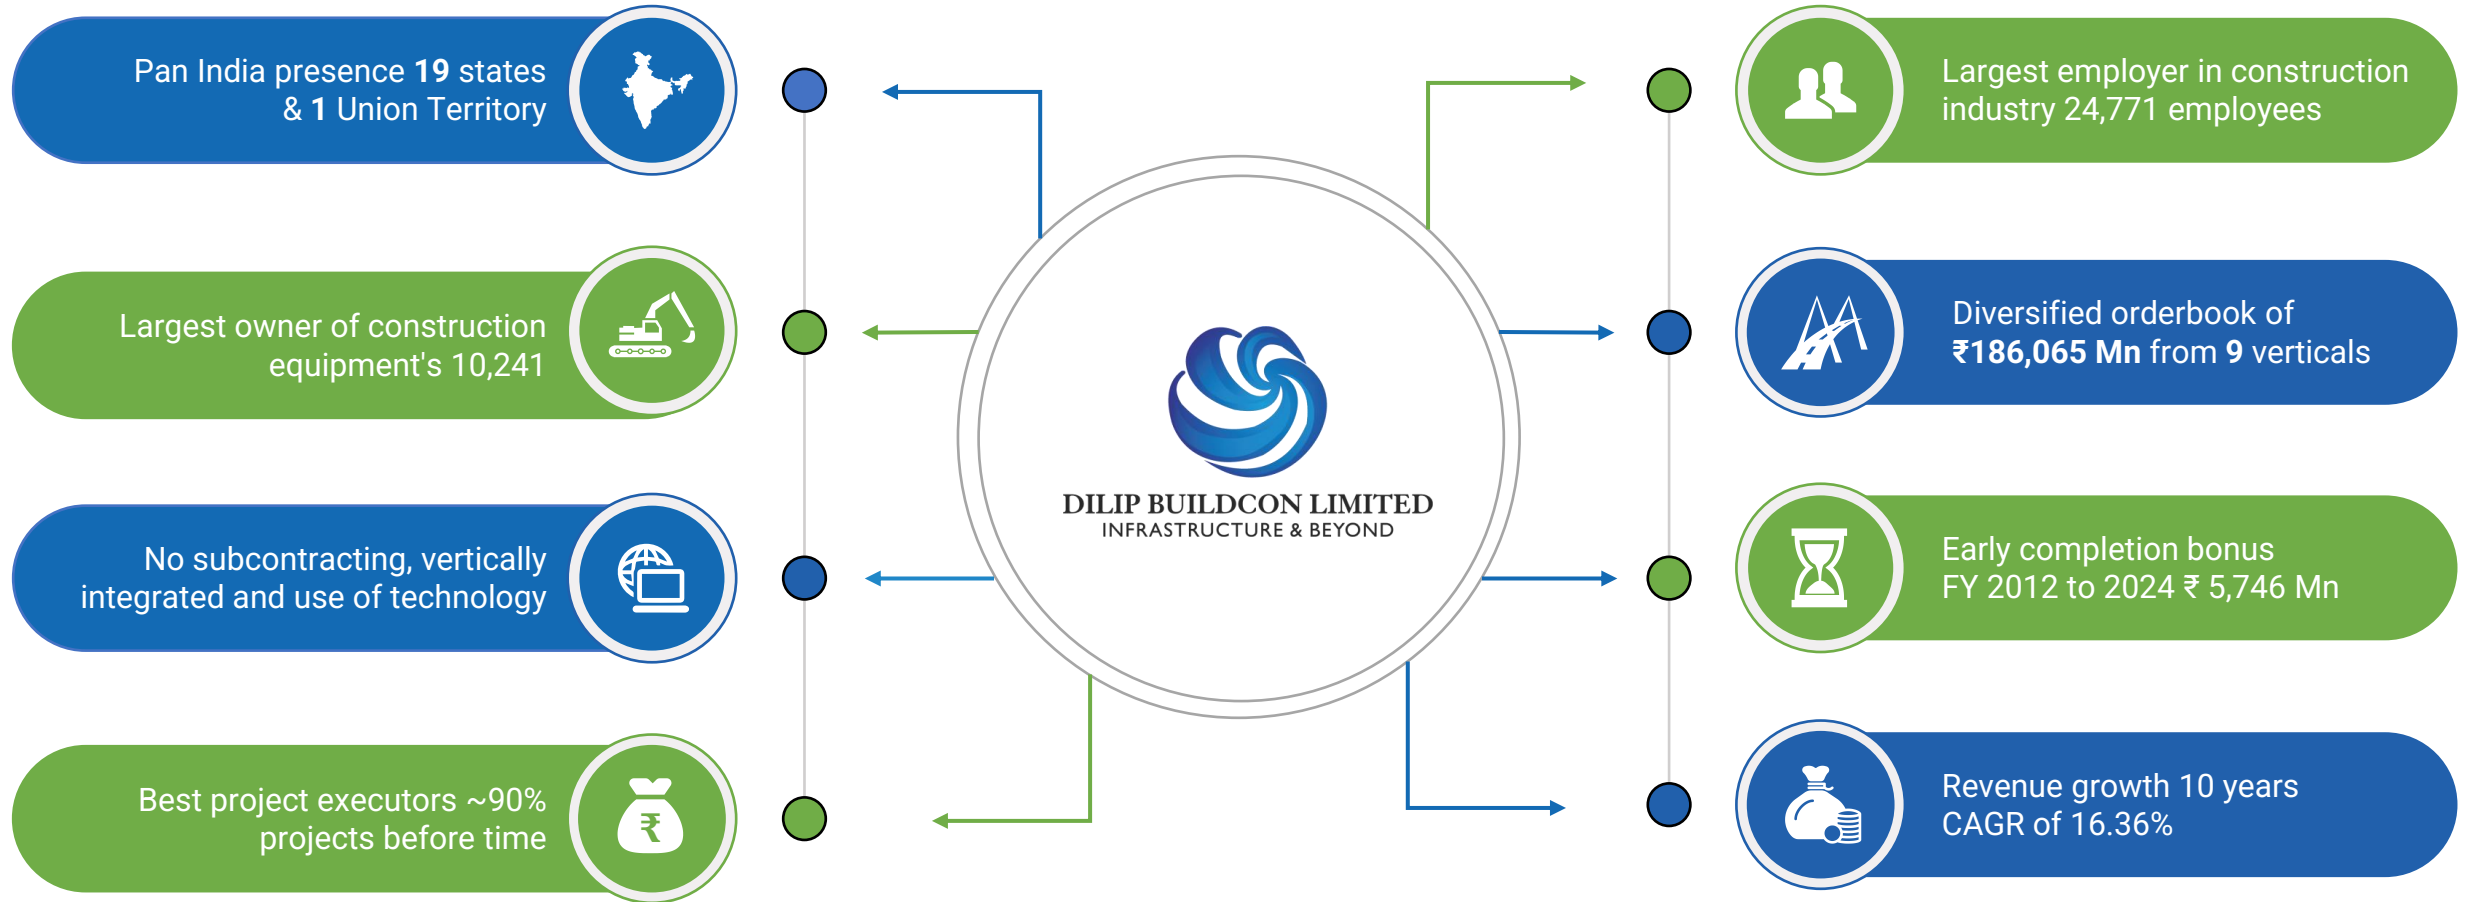 Pan India presence 19 states
& 1 Union Territory
Largest owner of construction
equipment's 10,241
No subcontracting, vertically
integrated and use of technology
Best project executors ~90%
projects before time
₹
DILIP BUILDCON LIMITED
INFRASTRUCTURE & BEYOND
Largest employer in construction
industry 24,771 employees
Diversified orderbook of
₹186,065 Mn from 9 verticals
Early completion bonus
FY 2012 to 2024 ₹ 5,746 Mn
Revenue growth 10 years
CAGR of 16.36%